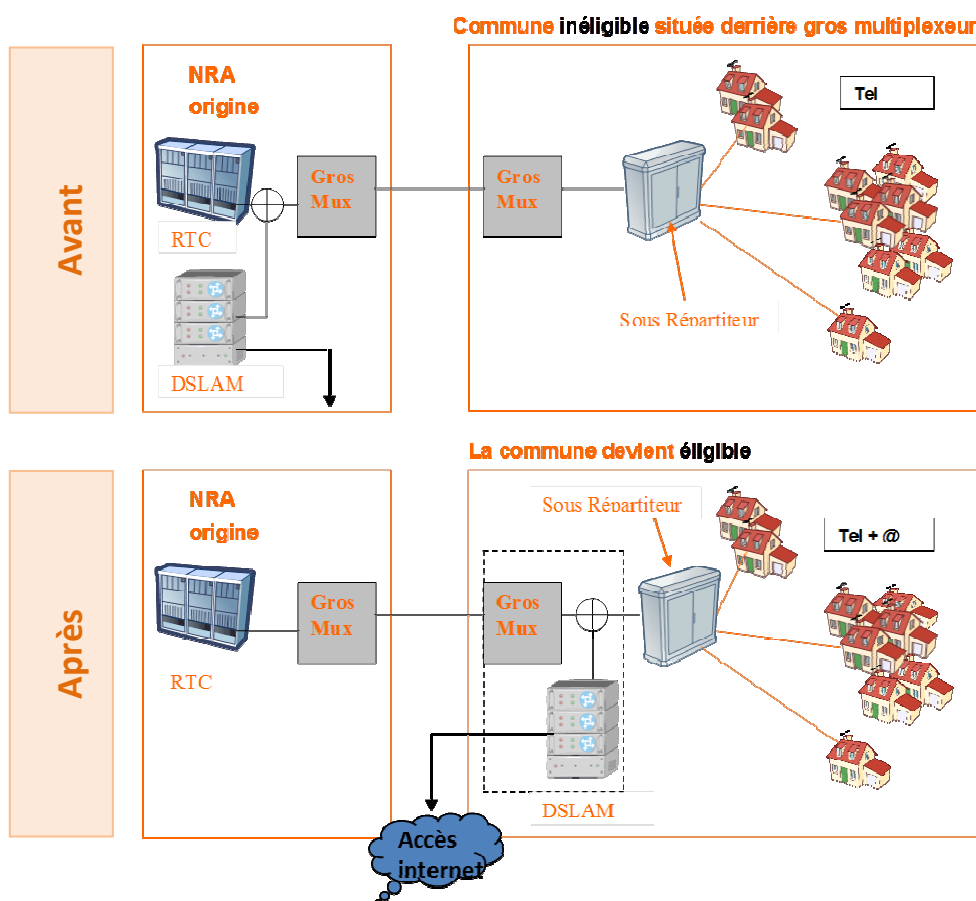 Commune inéligible située derrière gros multiplexeur
Avant
NRA
origine
Gros
Mux
Gros
Mux
Tel
RTC
DSLAM
Sous Répartiteur
La commune devient éligible
Après
NRA
origine
Sous Répartiteur
Tel + @
Gros
Mux
Gros
Mux
RTC
DSLAM
Accès
internet